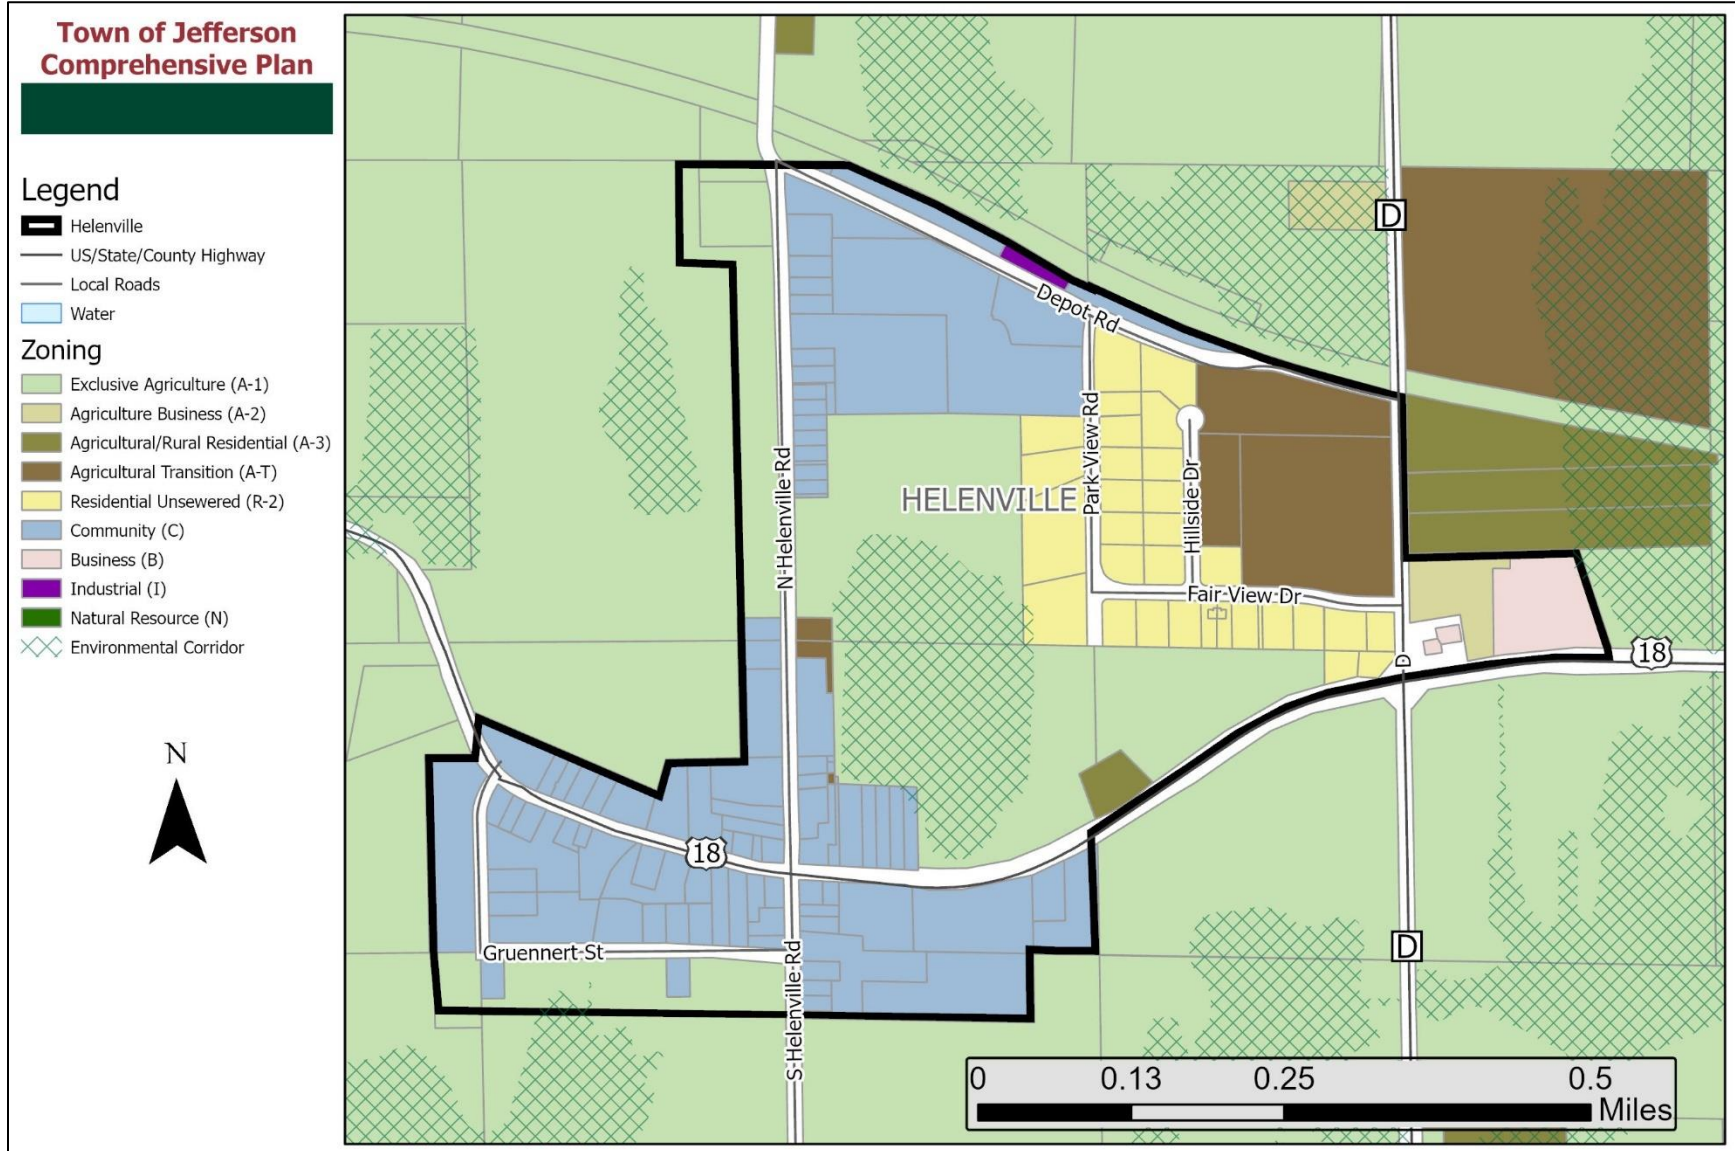 Town of Jefferson
Comprehensive Plan
Legend
Helenville
US/State/County Highway
Local Roads
Water
Zoning
Exclusive Agriculture (A-1)
Agriculture Business (A-2)
Agricultural/Rural Residential (A-3)
Agricultural Transition (A-T)
Residential Unsewered (R-2)
Community (C)
Business (B)
Industrial (I)
Natural Resource (N)
Environmental Corridor
N
D
Depot Rd
Park View Rd
N Helenville Rd
HELENVILLE
Hillside Dr
Fair View Dr
D
18
18
Gruennert St
S Helenville Rd
D
0 0.13 0.25 0.5
Miles